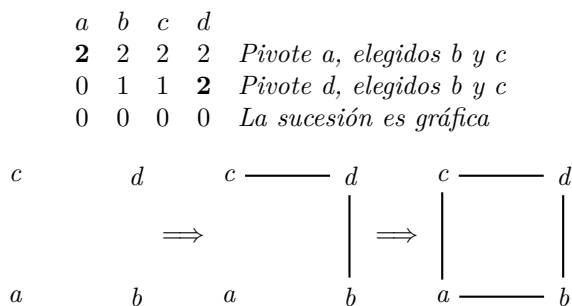 a b c d
2 2 2 2 Pivote a, elegidos b y c
0 1 1 2 Pivote d, elegidos b y c
0 0 0 0 La sucesión es gráfica
c d c d c d
⟹ ⟹
a b a b a b